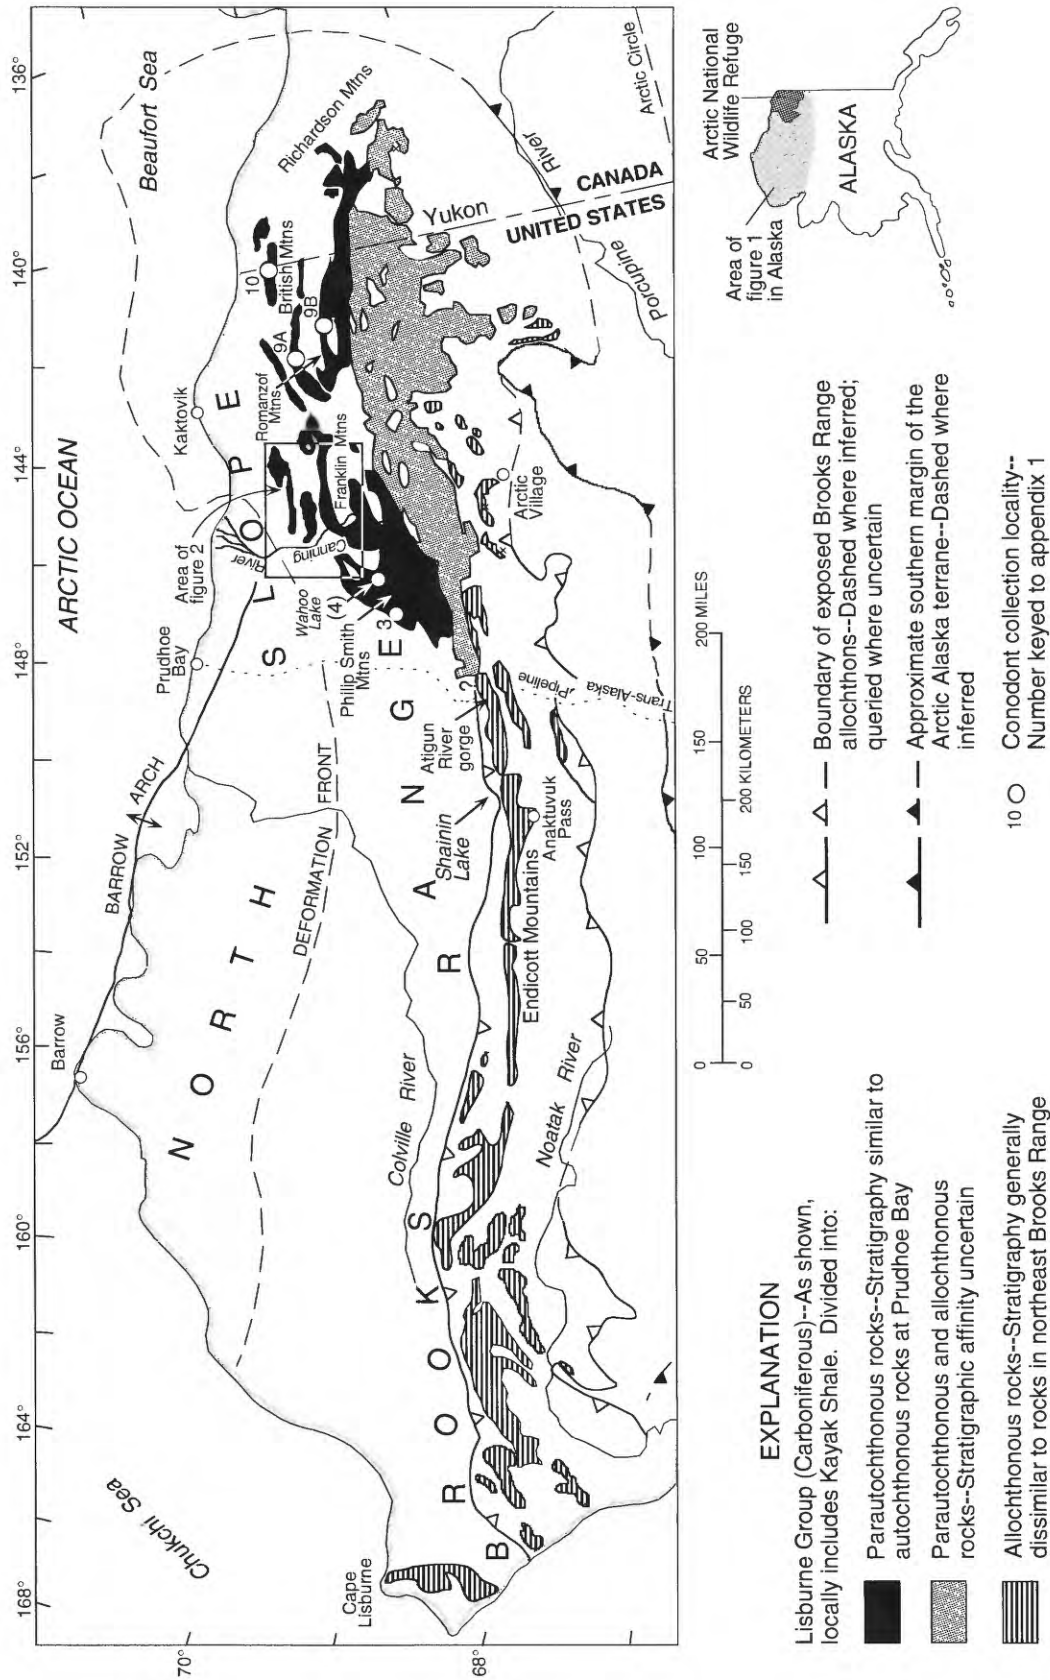 168°
164°
160°
156°
152°
148°
144°
140°
136°
70°
68°
Chukchi Sea
ARCTIC OCEAN
Beaufort Sea
Barrow
BARROW ARCH
Prudhoe
Bay
Kaktovik
Area of
figure 2
NORTH SLOPE
DEFORMATION FRONT
River
Canning
Wahoo
Lake
(4)
3
Philip Smith
Mtns
Franklin Mtns
Romanzof
Mtns
9A
9B
10
British Mtns
Richardson Mtns
Yukon
UNITED STATES
CANADA
Porcupine
River
Arctic Circle
Cape
Lisburne
BROOKS RANGE
Colville River
Noatak River
Shainin
Lake
Atigun
River
gorge
2
Endicott Mountains
Anaktuvuk
Pass
Trans-Alaska
Pipeline
Arctic
Village
0 50 100 150 200 MILES
0 50 100 150 200 KILOMETERS
EXPLANATION
Lisburne Group (Carboniferous)--As shown,
locally includes Kayak Shale. Divided into:
Parautochthonous rocks--Stratigraphy similar to
autochthonous rocks at Prudhoe Bay
Parautochthonous and allochthonous
rocks--Stratigraphic affinity uncertain
Allochthonous rocks--Stratigraphy generally
dissimilar to rocks in northeast Brooks Range
Boundary of exposed Brooks Range
allochthons--Dashed where inferred;
queried where uncertain
Approximate southern margin of the
Arctic Alaska terrane--Dashed where
inferred
10 Conodont collection locality--
Number keyed to appendix 1
Area of
figure 1
in Alaska
Arctic National
Wildlife Refuge
ALASKA